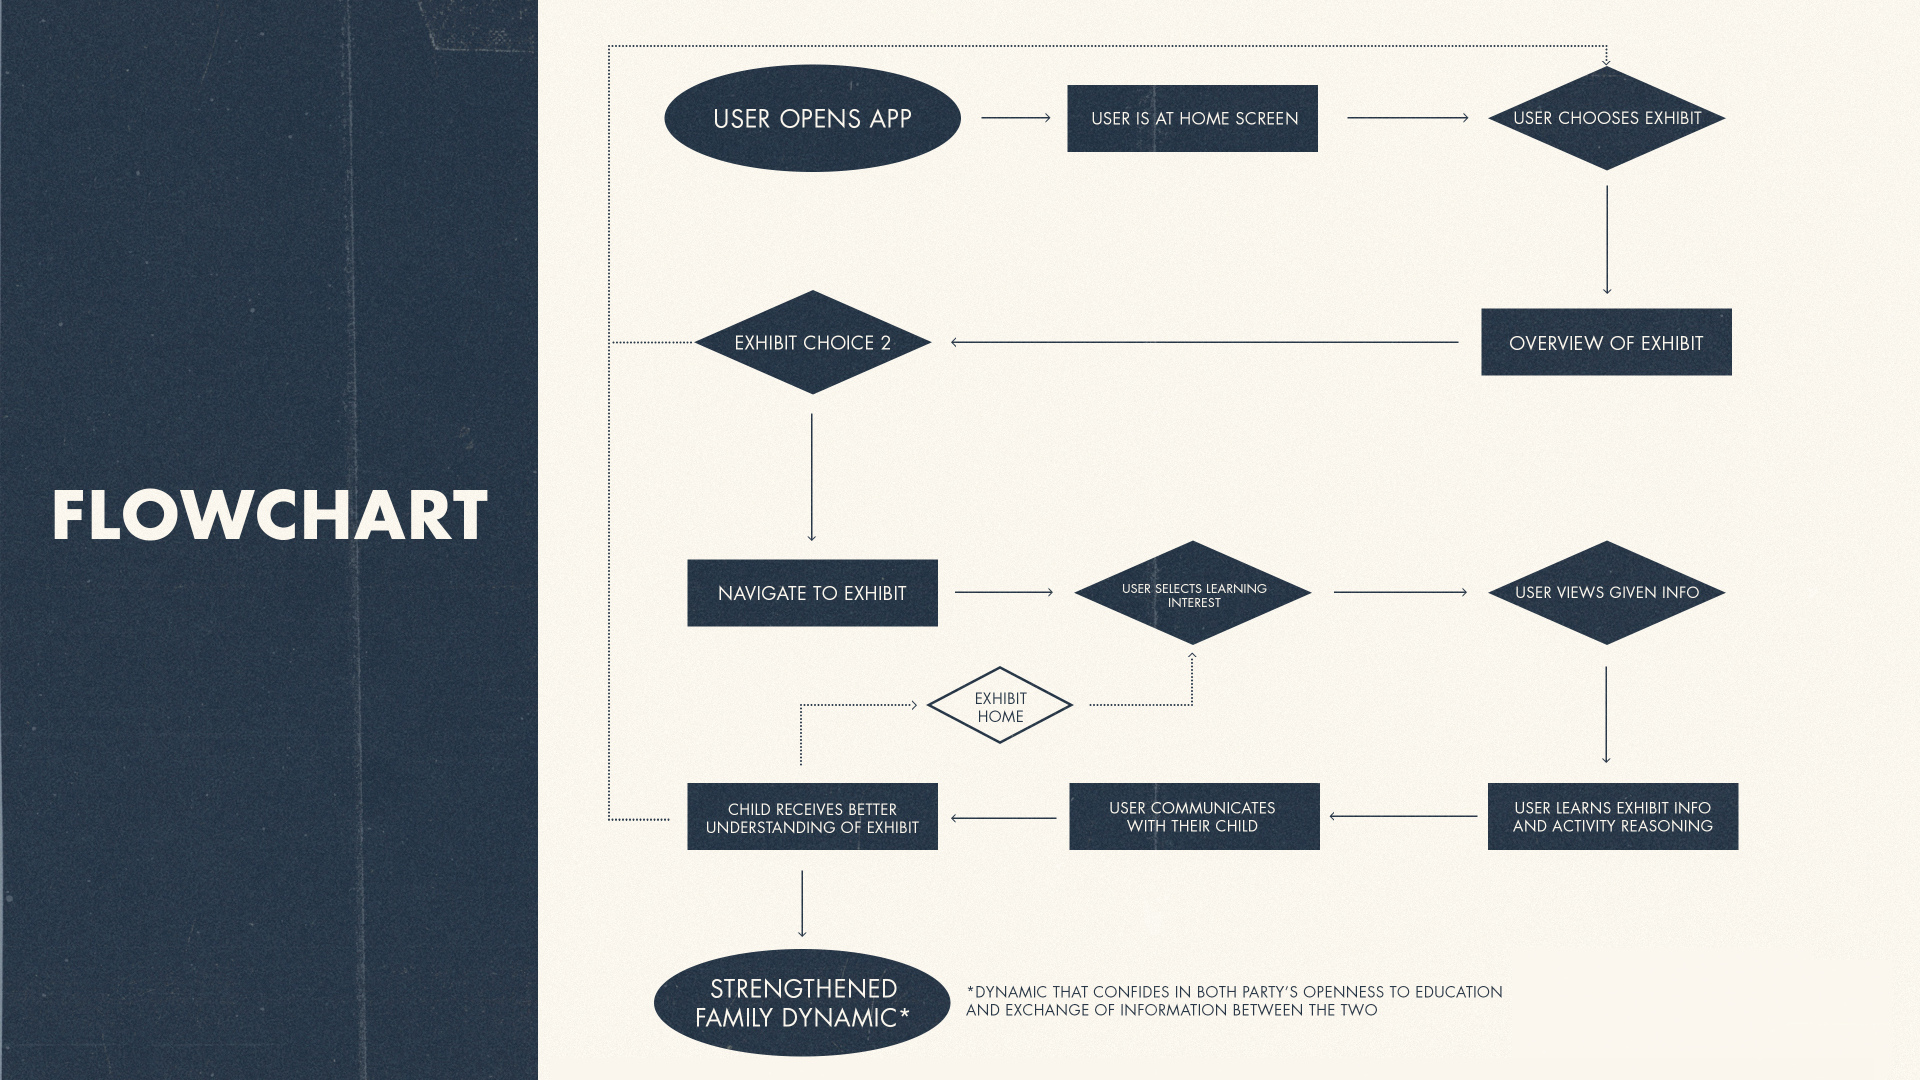 FLOWCHART
USER OPENS APP
USER IS AT HOME SCREEN
USER CHOOSES EXHIBIT
EXHIBIT CHOICE 2
OVERVIEW OF EXHIBIT
NAVIGATE TO EXHIBIT
USER SELECTS LEARNING
INTEREST
USER VIEWS GIVEN INFO
EXHIBIT
HOME
CHILD RECEIVES BETTER
UNDERSTANDING OF EXHIBIT
USER COMMUNICATES
WITH THEIR CHILD
USER LEARNS EXHIBIT INFO
AND ACTIVITY REASONING
STRENGTHENED
FAMILY DYNAMIC*
*DYNAMIC THAT CONFIDES IN BOTH PARTY’S OPENNESS TO EDUCATION
AND EXCHANGE OF INFORMATION BETWEEN THE TWO